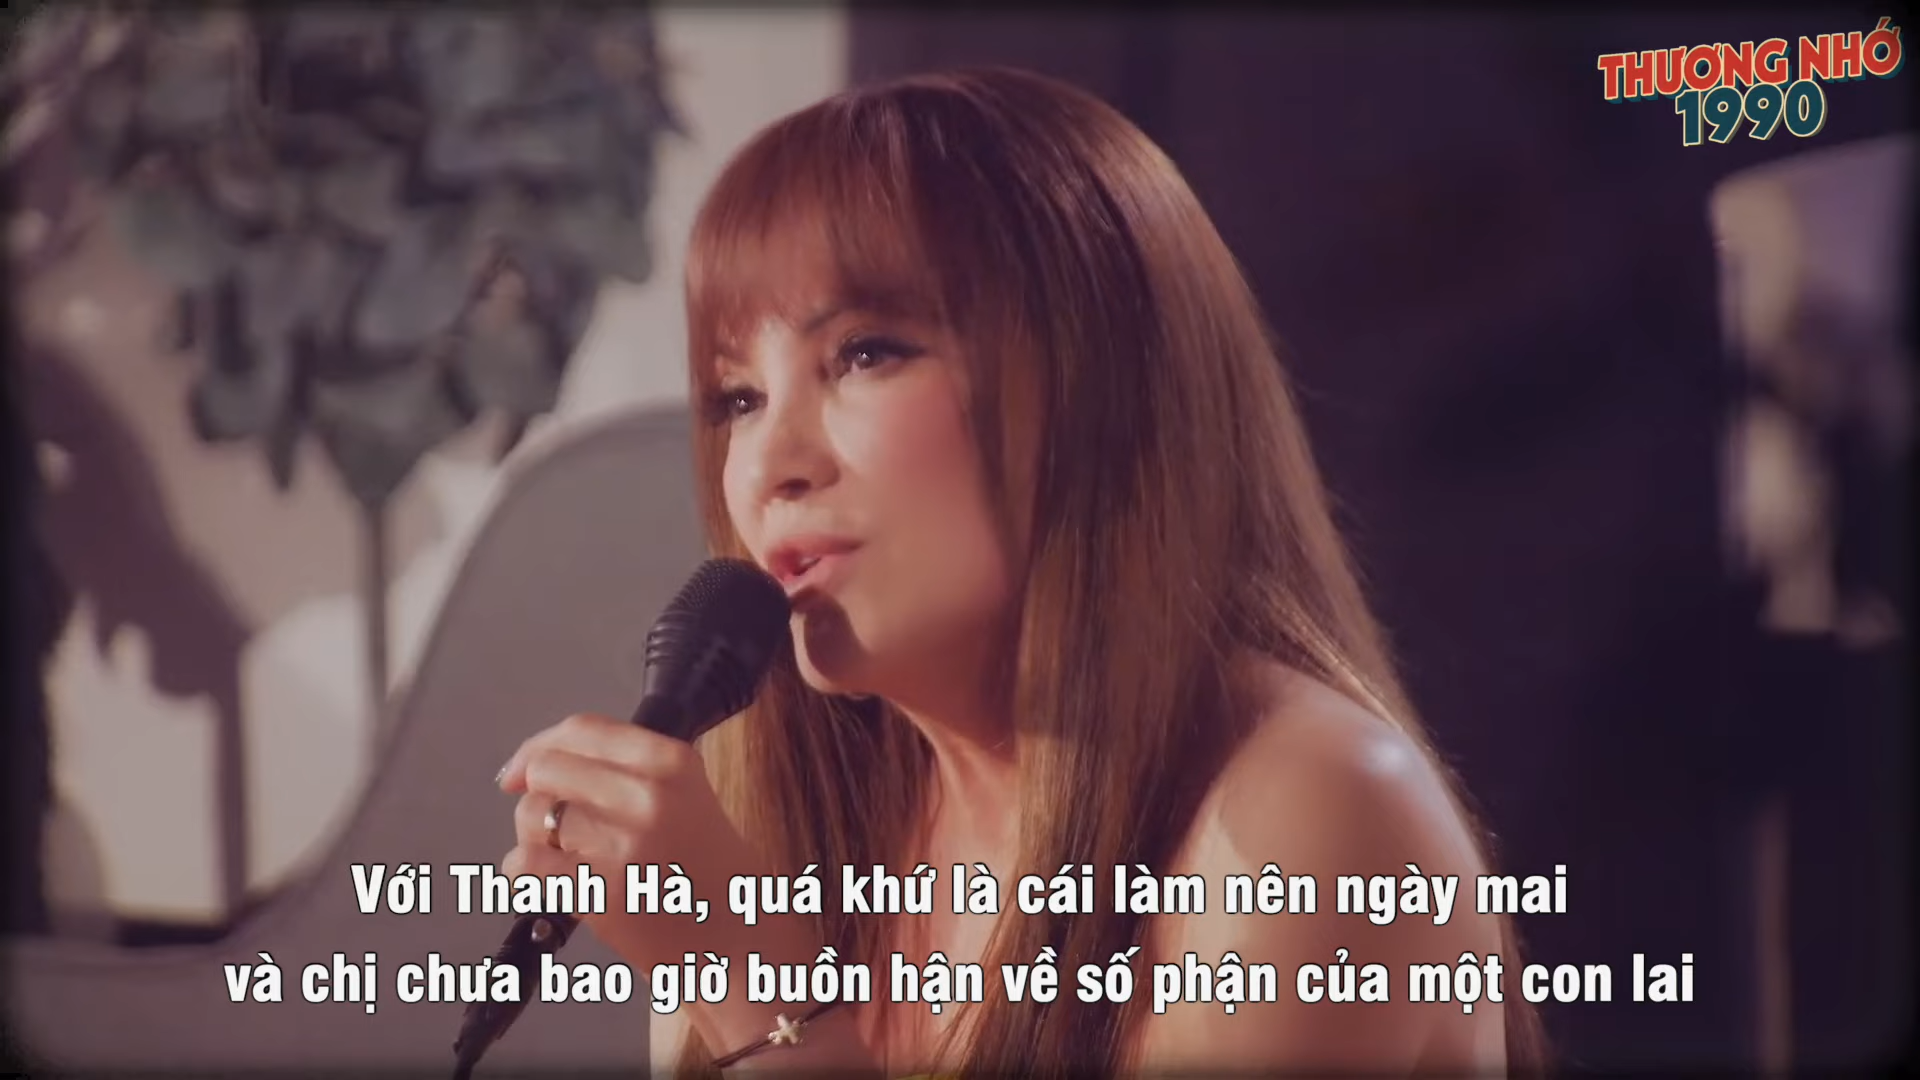 THƯƠNG NHỚ
1990
Với Thanh Hà, quá khứ là cái làm nên ngày mai
và chị chưa bao giờ buồn hận về số phận của một con lai